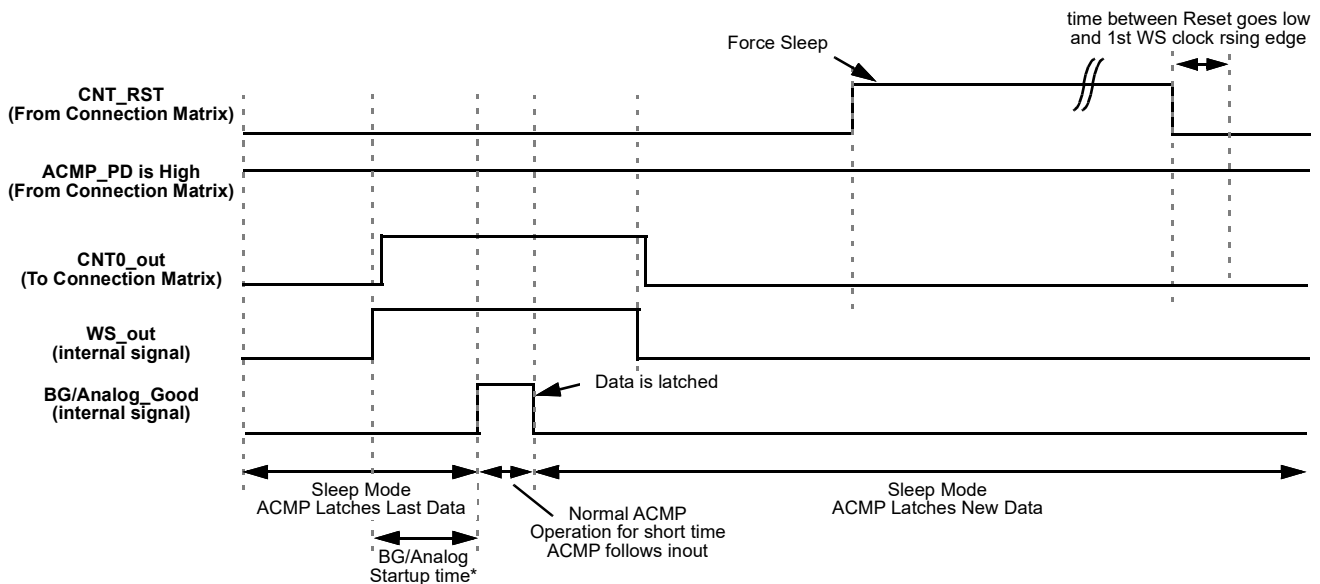 time between Reset goes low
and 1st WS clock rsing edge
Force Sleep
CNT_RST
(From Connection Matrix)
ACMP_PD is High
(From Connection Matrix)
CNT0_out
(To Connection Matrix)
WS_out
(internal signal)
BG/Analog_Good
(internal signal)
Data is latched
Sleep Mode
ACMP Latches Last Data
Normal ACMP
Operation for short time
ACMP follows inout
Sleep Mode
ACMP Latches New Data
BG/Analog
Startup time*